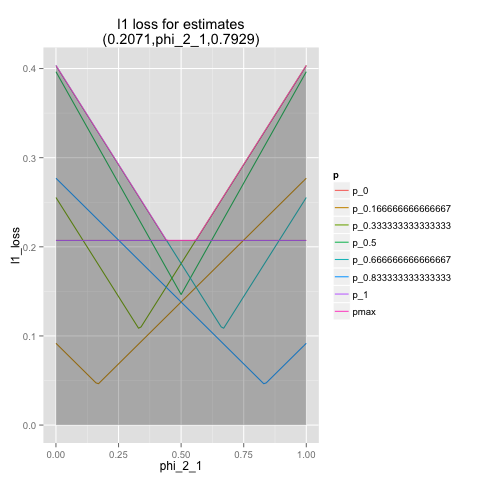 l1 loss for estimates
(0.2071,phi_2_1,0.7929)
l1_loss
0.4
0.3
0.2
0.1
0.0
0.00 0.25 0.50 0.75 1.00
phi_2_1
p
p_0
p_0.166666666666667
p_0.333333333333333
p_0.5
p_0.666666666666667
p_0.833333333333333
p_1
pmax